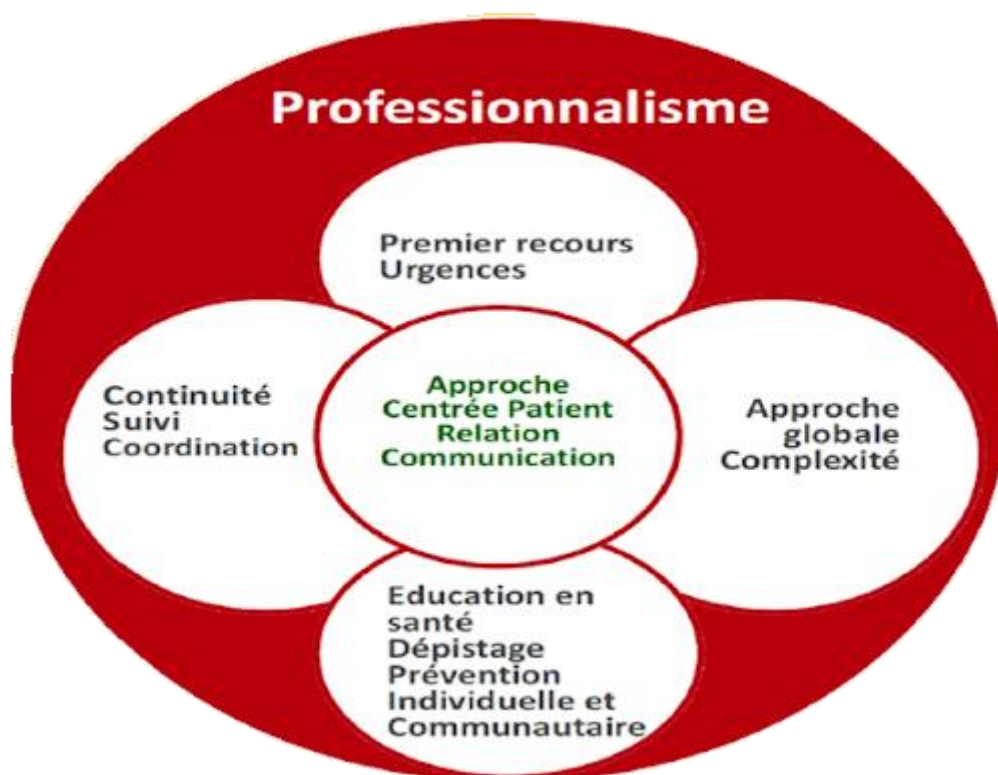 Professionnalisme
Premier recours
Urgences
Continuité
Suivi
Coordination
Approche
Centrée Patient
Relation
Communication
Approche
globale
Complexité
Education en
santé
Dépistage
Prévention
Individuelle et
Communautaire